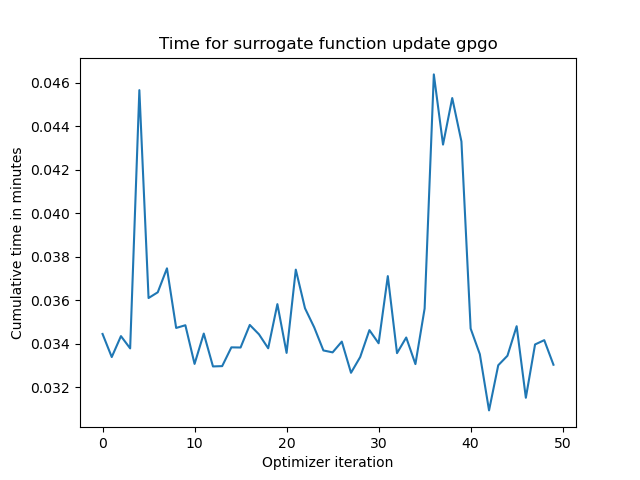 Time for surrogate function update gpgo
0.046
0.044
0.042
0.040
0.038
0.036
0.034
0.032
Cumulative time in minutes
0 10 20 30 40 50
Optimizer iteration